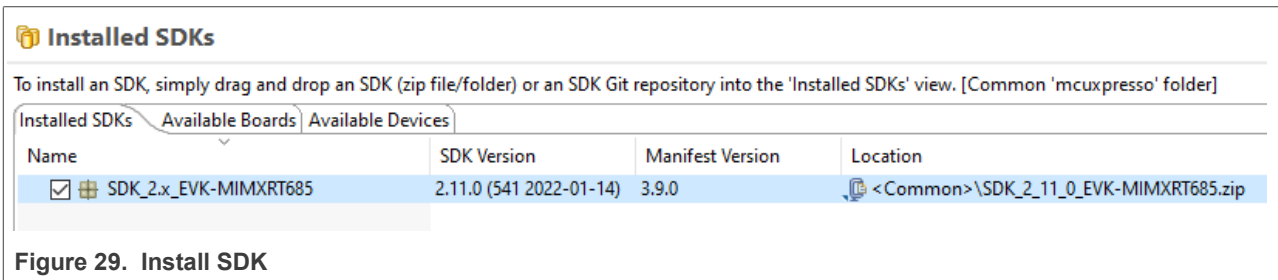 Installed SDKs
To install an SDK, simply drag and drop an SDK (zip file/folder) or an SDK Git repository into the 'Installed SDKs' view. [Common 'mcuxpresso' folder]
Installed SDKs Available Boards Available Devices
Name SDK Version Manifest Version Location
SDK_2.x_EVK-MIMXRT685 2.11.0 (541 2022-01-14) 3.9.0 <Common>\SDK_2_11_0_EVK-MIMXRT685.zip
Figure 29. Install SDK